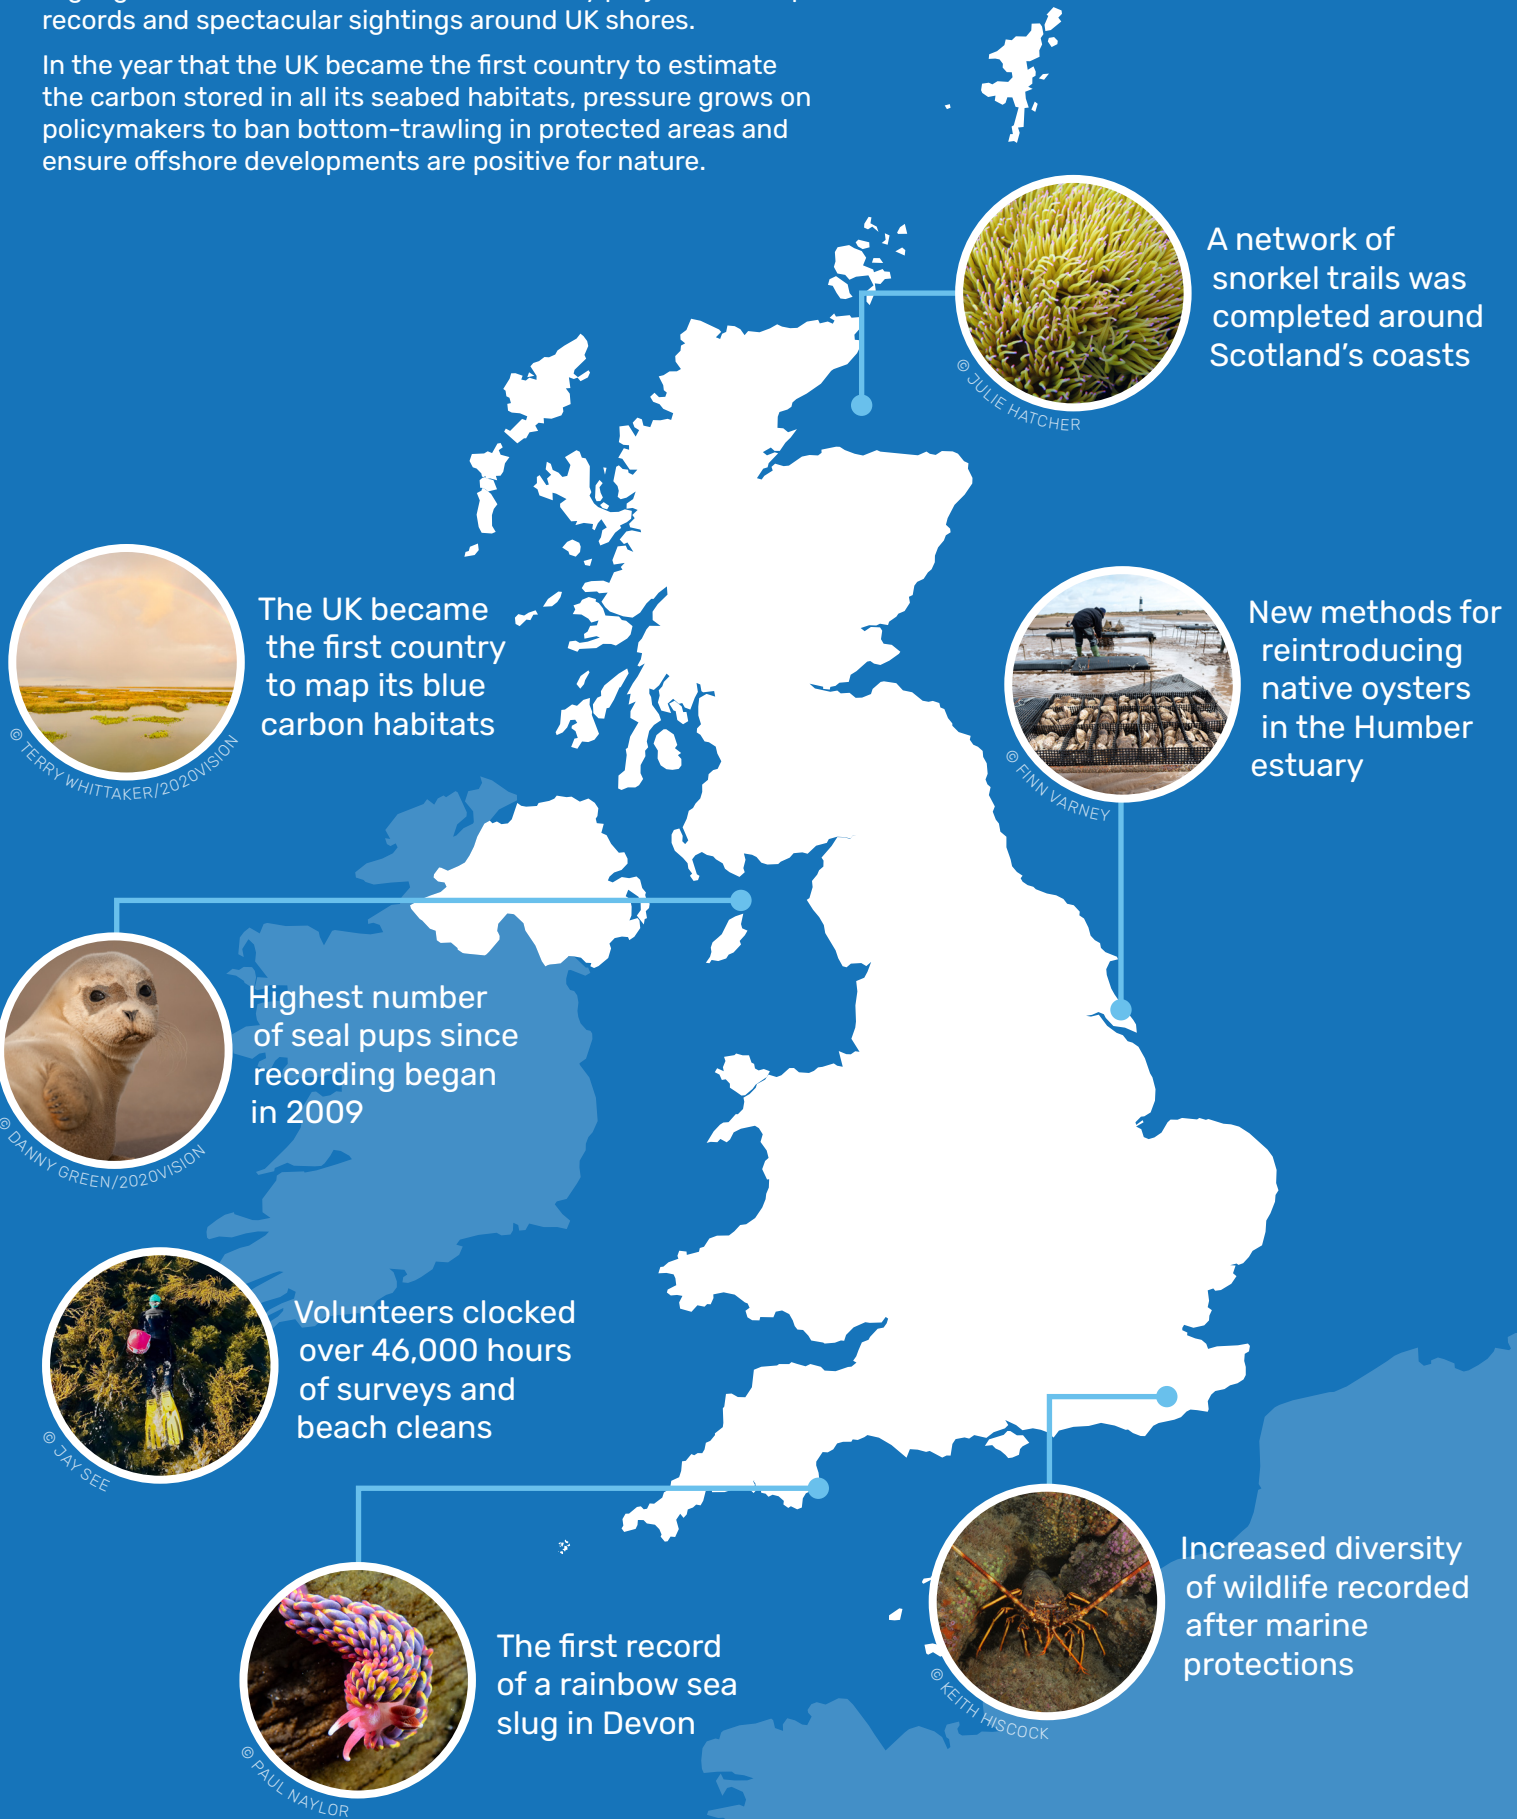 records and spectacular sightings around UK shores.
In the year that the UK became the first country to estimate
the carbon stored in all its seabed habitats, pressure grows on
policymakers to ban bottom-trawling in protected areas and
ensure offshore developments are positive for nature.
A network of
snorkel trails was
completed around
Scotland's coasts
© JULIE HATCHER
The UK became
the first country
to map its blue
carbon habitats
© TERRY WHITTAKER/2020VISION
New methods for
reintroducing
native oysters
in the Humber
estuary
© FINN VARNEY
Highest number
of seal pups since
recording began
in 2009
© DANNY GREEN/2020VISION
Volunteers clocked
over 46,000 hours
of surveys and
beach cleans
© JAY SEE
Increased diversity
of wildlife recorded
after marine
protections
© KEITH HISCOCK
The first record
of a rainbow sea
slug in Devon
© PAUL NAYLOR